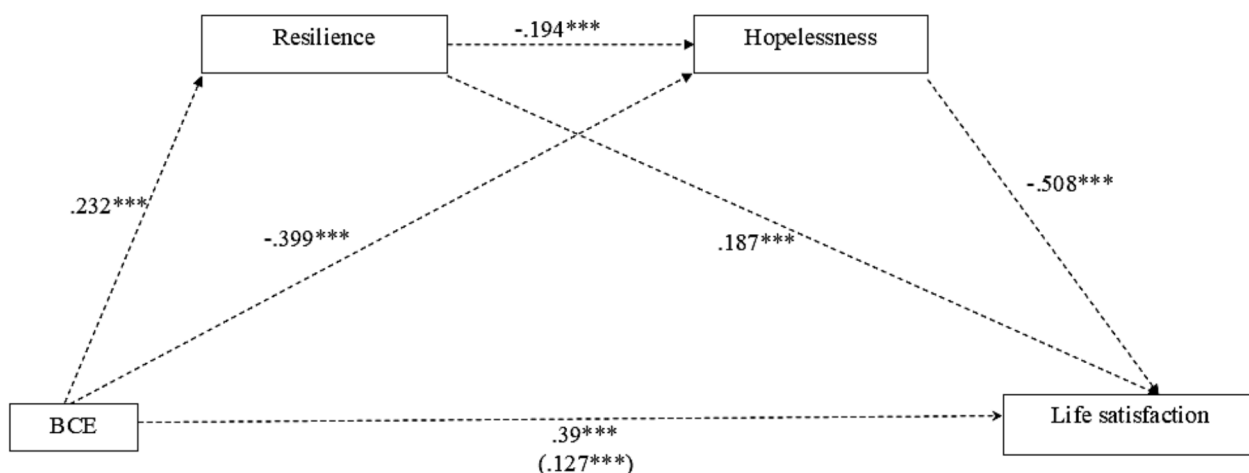 Resilience
-.194***
Hopelessness
.232***
-.399***
.187***
-.508***
BCE
.39***
(.127***)
Life satisfaction